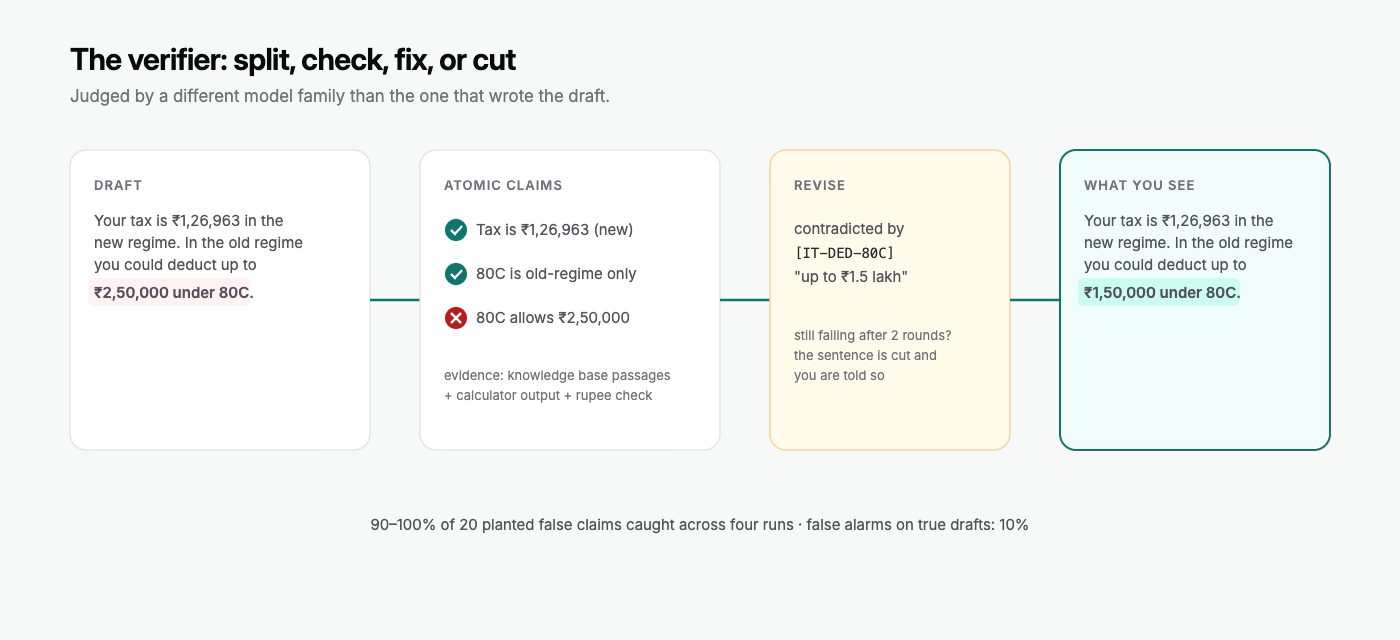 The verifier: split, check, fix, or cut
Judged by a different model family than the one that wrote the draft.
DRAFT
Your tax is ₹1,26,963 in the
new regime. In the old regime
you could deduct up to
₹2,50,000 under 80C.
ATOMIC CLAIMS
Tax is ₹1,26,963 (new)
80C is old-regime only
80C allows ₹2,50,000
evidence: knowledge base passages
+ calculator output + rupee check
REVISE
contradicted by
[IT-DED-80C]
"up to ₹1.5 lakh"
still failing after 2 rounds?
the sentence is cut and
you are told so
WHAT YOU SEE
Your tax is ₹1,26,963 in the
new regime. In the old regime
you could deduct up to
₹1,50,000 under 80C.
90–100% of 20 planted false claims caught across four runs · false alarms on true drafts: 10%